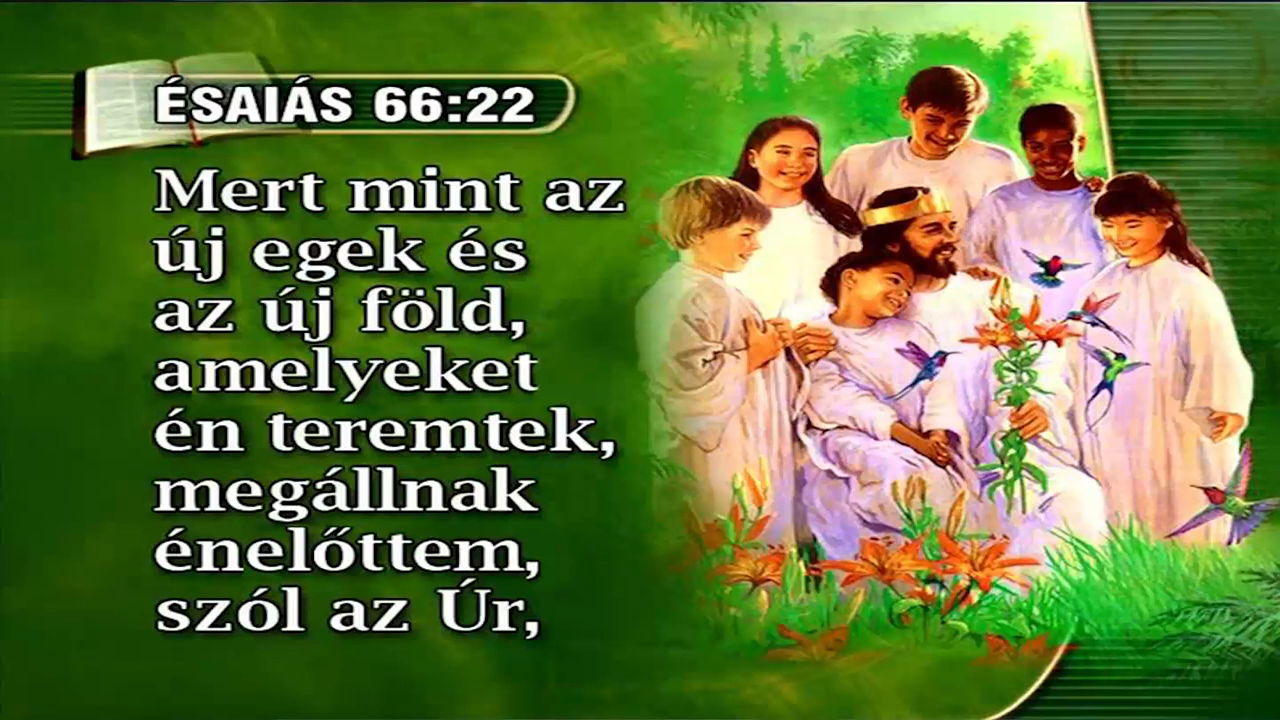 ÉSAIÁS 66:22
Mert mint az
új egek és
az új föld,
amelyeket
én teremtek,
megállnak
énelőttem,
szól az Úr,